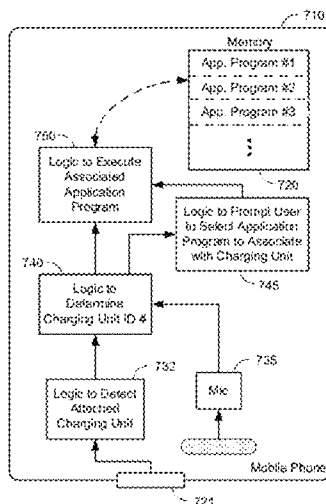 710
Memory
App. Program #1
App. Program #2
App. Program #3
750
Logic to Execute
Associated
Application
Program
720
Logic to Prompt User
to Select Application
Program to Associate
with Charging Unit
745
740
Logic to
Determine
Charging Unit ID #
732
735
Logic to Detect
Attached
Charging Unit
Mic
Mobile Phone
721